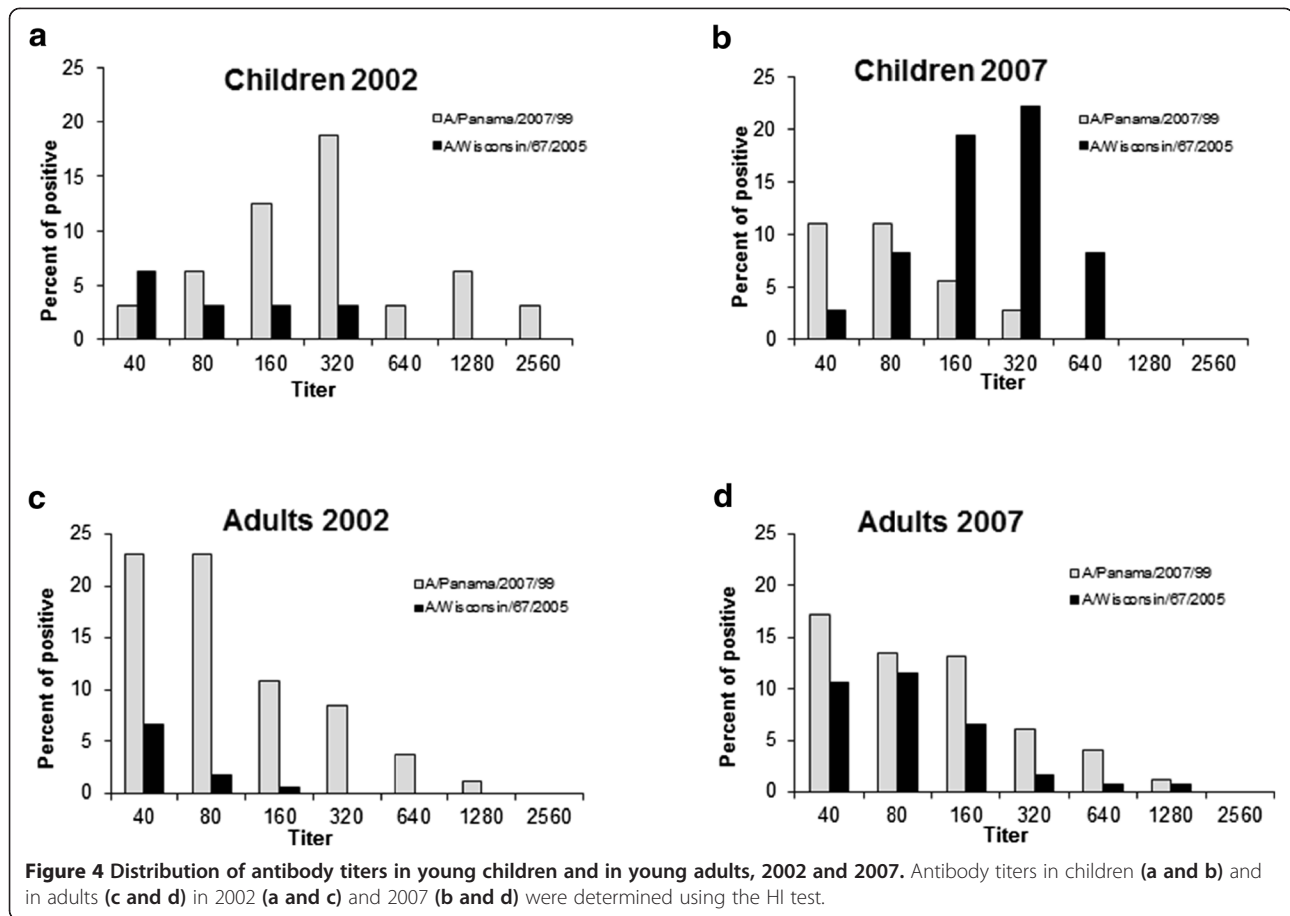 a
Children 2002
25
20
15
10
5
0
Percent of positive
A/Panama/2007/99
A/Wisconsin/67/2005
40 80 160 320 640 1280 2560
Titer
b
Children 2007
25
20
15
10
5
0
Percent of positive
A/Panama/2007/99
A/Wisconsin/67/2005
40 80 160 320 640 1280 2560
Titer
c
Adults 2002
25
20
15
10
5
0
Percent of positive
A/Panama/2007/99
A/Wisconsin/67/2005
40 80 160 320 640 1280 2560
Titer
d
Adults 2007
25
20
15
10
5
0
Percent of positive
A/Panama/2007/99
A/Wisconsin/67/2005
40 80 160 320 640 1280 2560
Titer
Figure 4 Distribution of antibody titers in young children and in young adults, 2002 and 2007. Antibody titers in children (a and b) and
in adults (c and d) in 2002 (a and c) and 2007 (b and d) were determined using the HI test.